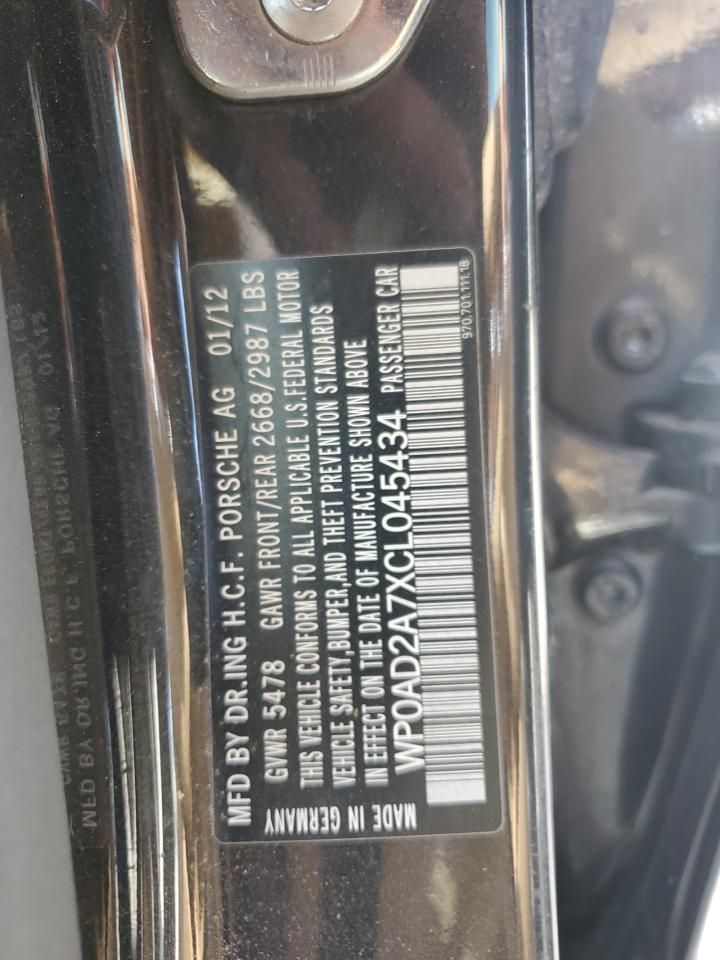 MFD BY DR.ING H.C.F. PORSCHE AG 01/12
GVWR 5478 GAWR FRONT/REAR 2668/2987 LBS
THIS VEHICLE CONFORMS TO ALL APPLICABLE U.S.FEDERAL MOTOR
VEHICLE SAFETY,BUMPER,AND THEFT PREVENTION STANDARDS
IN EFFECT ON THE DATE OF MANUFACTURE SHOWN ABOVE
WP0AD2A7XCL045434 PASSENGER CAR
MADE IN GERMANY
970.701.111.18